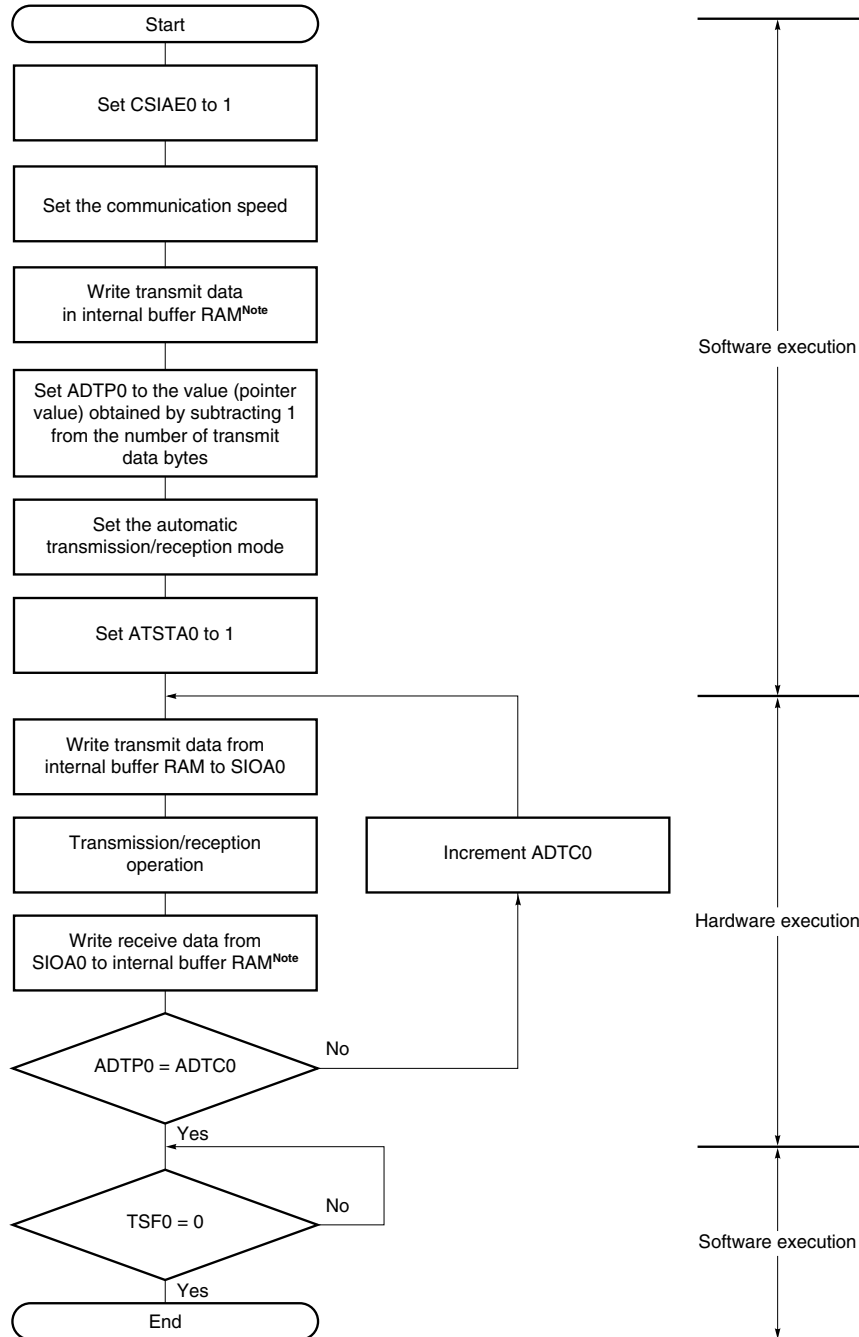 Start
Set CSIAE0 to 1
Set the communication speed
Write transmit data
in internal buffer RAMNote
Software execution
Set ADTP0 to the value (pointer
value) obtained by subtracting 1
from the number of transmit
data bytes
Set the automatic
transmission/reception mode
Set ATSTA0 to 1
Write transmit data from
internal buffer RAM to SIOA0
Transmission/reception
operation
Increment ADTC0
Write receive data from
SIOA0 to internal buffer RAMNote
Hardware execution
ADTP0 = ADTC0
No
Yes
TSF0 = 0
No
Software execution
Yes
End